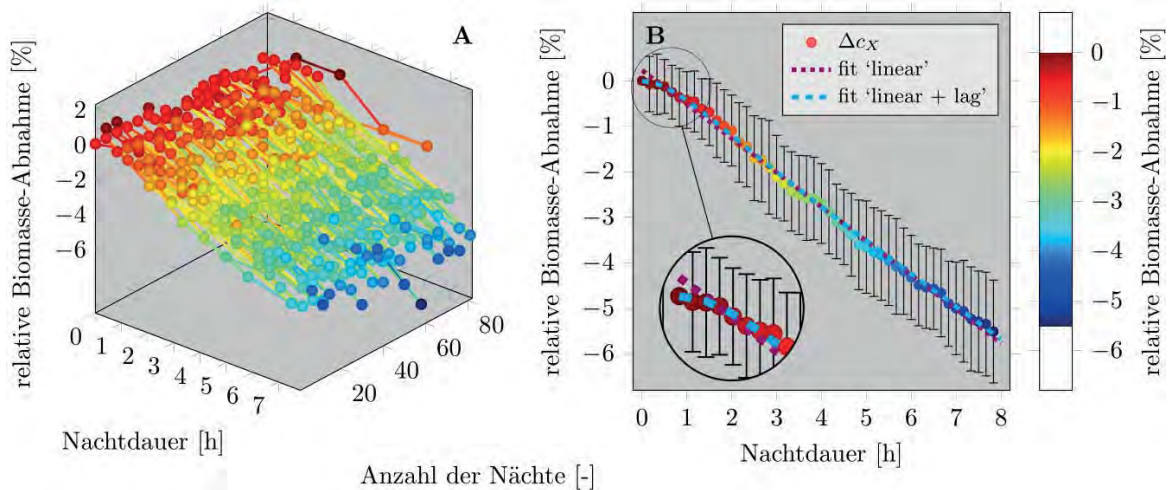 A
relative Biomasse-Abnahme [%]
2
0
−2
−4
−6
0
1
2
3
4
5
6
7
Nachtdauer [h]
20
40
60
80
Anzahl der Nächte [-]
B
relative Biomasse-Abnahme [%]
0
−1
−2
−3
−4
−5
−6
Δc_X
fit ‘linear’
fit ‘linear + lag’
0 1 2 3 4 5 6 7 8
Nachtdauer [h]
0
−1
−2
−3
−4
−5
−6
relative Biomasse-Abnahme [%]